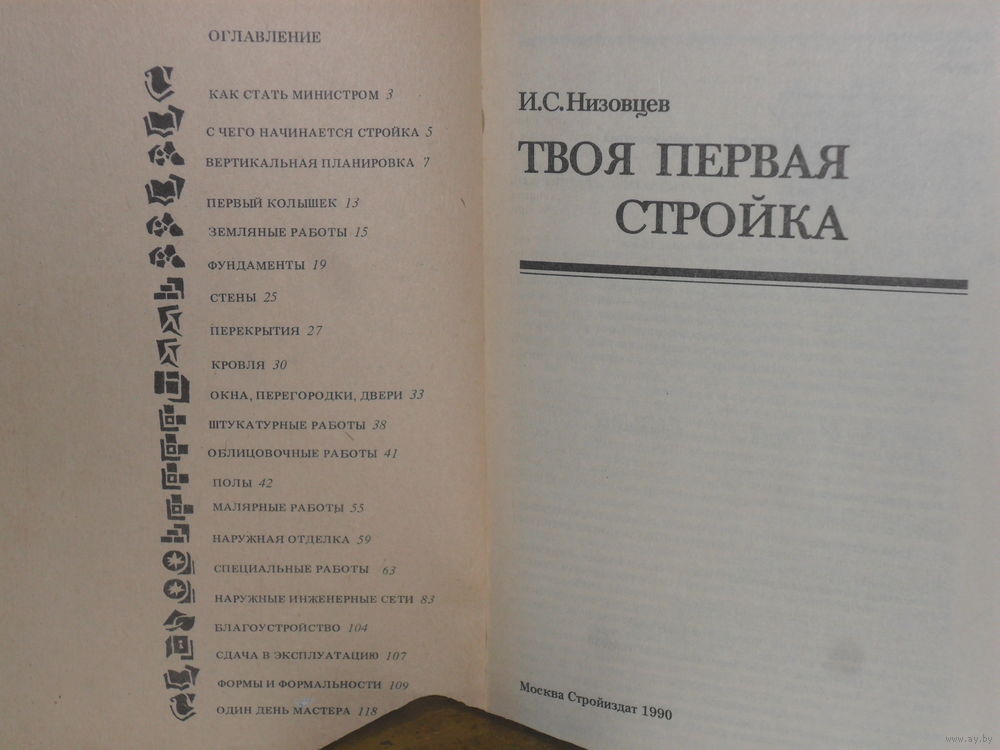 ОГЛАВЛЕНИЕ
КАК СТАТЬ МИНИСТРОМ 3
С ЧЕГО НАЧИНАЕТСЯ СТРОЙКА 5
ВЕРТИКАЛЬНАЯ ПЛАНИРОВКА 7
ПЕРВЫЙ КОЛЫШЕК 13
ЗЕМЛЯНЫЕ РАБОТЫ 15
ФУНДАМЕНТЫ 19
СТЕНЫ 25
ПЕРЕКРЫТИЯ 27
КРОВЛЯ 30
ОКНА, ПЕРЕГОРОДКИ, ДВЕРИ 33
ШТУКАТУРНЫЕ РАБОТЫ 38
ОБЛИЦОВОЧНЫЕ РАБОТЫ 41
ПОЛЫ 42
МАЛЯРНЫЕ РАБОТЫ 55
НАРУЖНАЯ ОТДЕЛКА 59
СПЕЦИАЛЬНЫЕ РАБОТЫ 63
НАРУЖНЫЕ ИНЖЕНЕРНЫЕ СЕТИ 83
БЛАГОУСТРОЙСТВО 104
СДАЧА В ЭКСПЛУАТАЦИЮ 107
ФОРМЫ И ФОРМАЛЬНОСТИ 109
ОДИН ДЕНЬ МАСТЕРА 118
И.С.Низовцев
ТВОЯ ПЕРВАЯ
СТРОЙКА
Москва Стройиздат 1990
www.ay.by